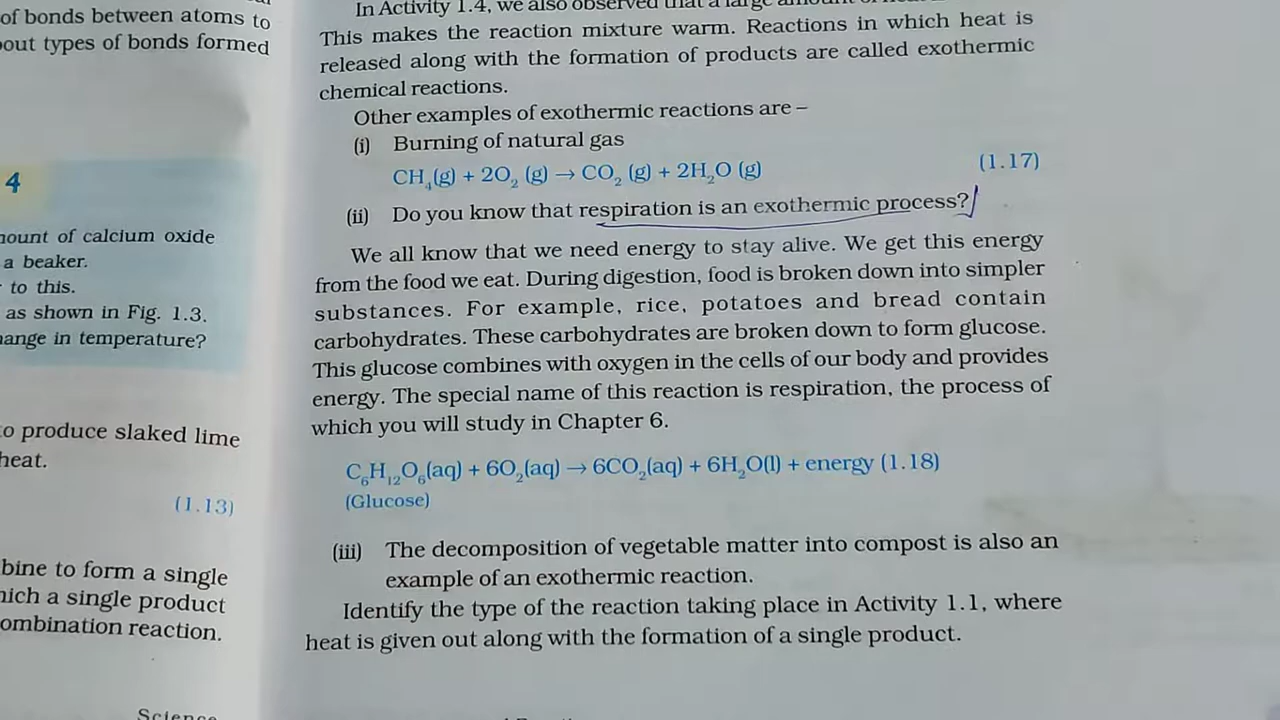 of bonds between atoms to
out types of bonds formed
4
ount of calcium oxide
a beaker.
to this.
as shown in Fig. 1.3.
ange in temperature?
o produce slaked lime
heat.
(1.13)
bine to form a single
hich a single product
ombination reaction.
Science
In Activity 1.4, we also observed that a large amount of
This makes the reaction mixture warm. Reactions in which heat is
released along with the formation of products are called exothermic
chemical reactions.
Other examples of exothermic reactions are –
(i) Burning of natural gas
CH₄(g) + 2O₂ (g) → CO₂ (g) + 2H₂O (g) (1.17)
(ii) Do you know that respiration is an exothermic process?
We all know that we need energy to stay alive. We get this energy
from the food we eat. During digestion, food is broken down into simpler
substances. For example, rice, potatoes and bread contain
carbohydrates. These carbohydrates are broken down to form glucose.
This glucose combines with oxygen in the cells of our body and provides
energy. The special name of this reaction is respiration, the process of
which you will study in Chapter 6.
C₆H₁₂O₆(aq) + 6O₂(aq) → 6CO₂(aq) + 6H₂O(l) + energy (1.18)
(Glucose)
(iii) The decomposition of vegetable matter into compost is also an
example of an exothermic reaction.
Identify the type of the reaction taking place in Activity 1.1, where
heat is given out along with the formation of a single product.